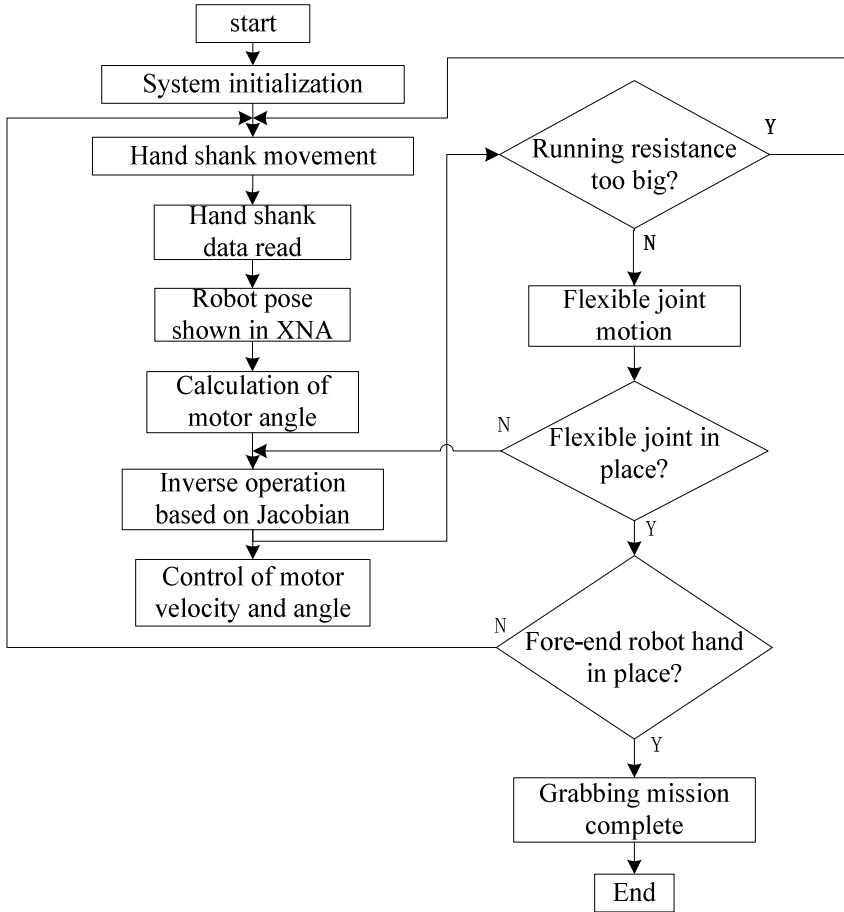 start
System initialization
Hand shank movement
Hand shank
data read
Robot pose
shown in XNA
Calculation of
motor angle
Inverse operation
based on Jacobian
Control of motor
velocity and angle
Running resistance
too big?
Y
N
Flexible joint
motion
N
Flexible joint in
place?
Y
N
Fore-end robot hand
in place?
Y
Grabbing mission
complete
End